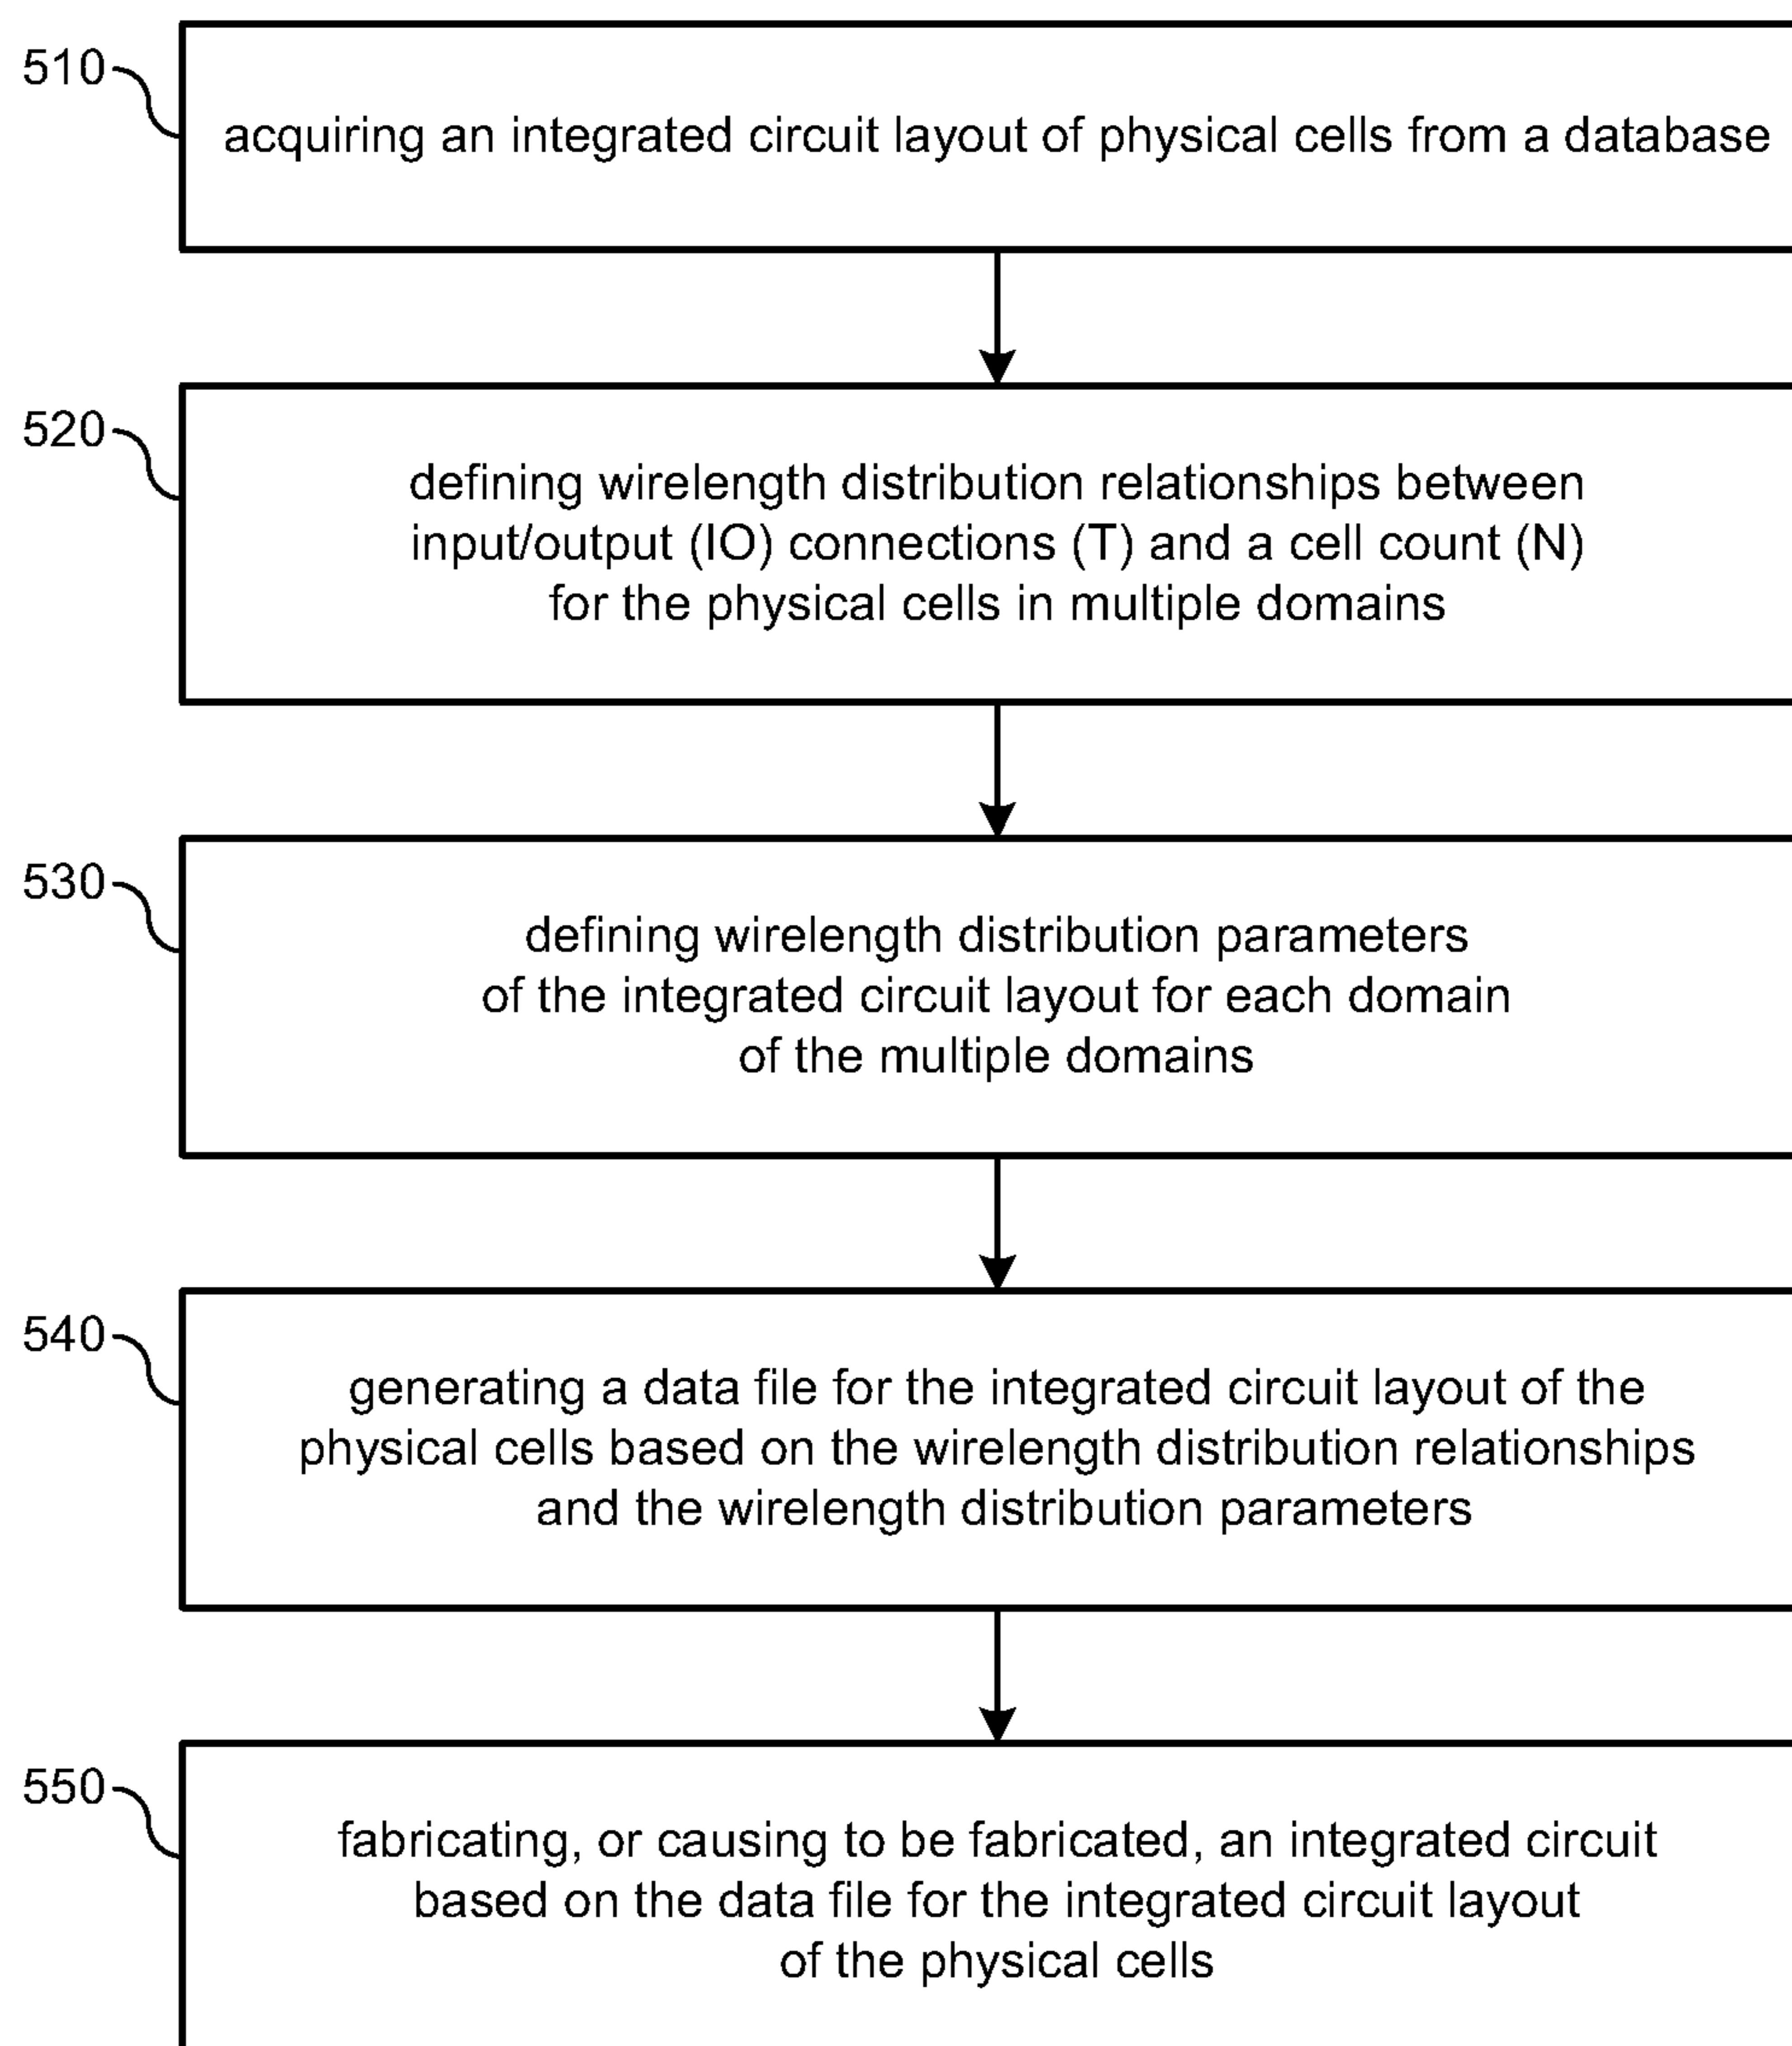 510
acquiring an integrated circuit layout of physical cells from a database
520
defining wirelength distribution relationships between
input/output (IO) connections (T) and a cell count (N)
for the physical cells in multiple domains
530
defining wirelength distribution parameters
of the integrated circuit layout for each domain
of the multiple domains
540
generating a data file for the integrated circuit layout of the
physical cells based on the wirelength distribution relationships
and the wirelength distribution parameters
550
fabricating, or causing to be fabricated, an integrated circuit
based on the data file for the integrated circuit layout
of the physical cells